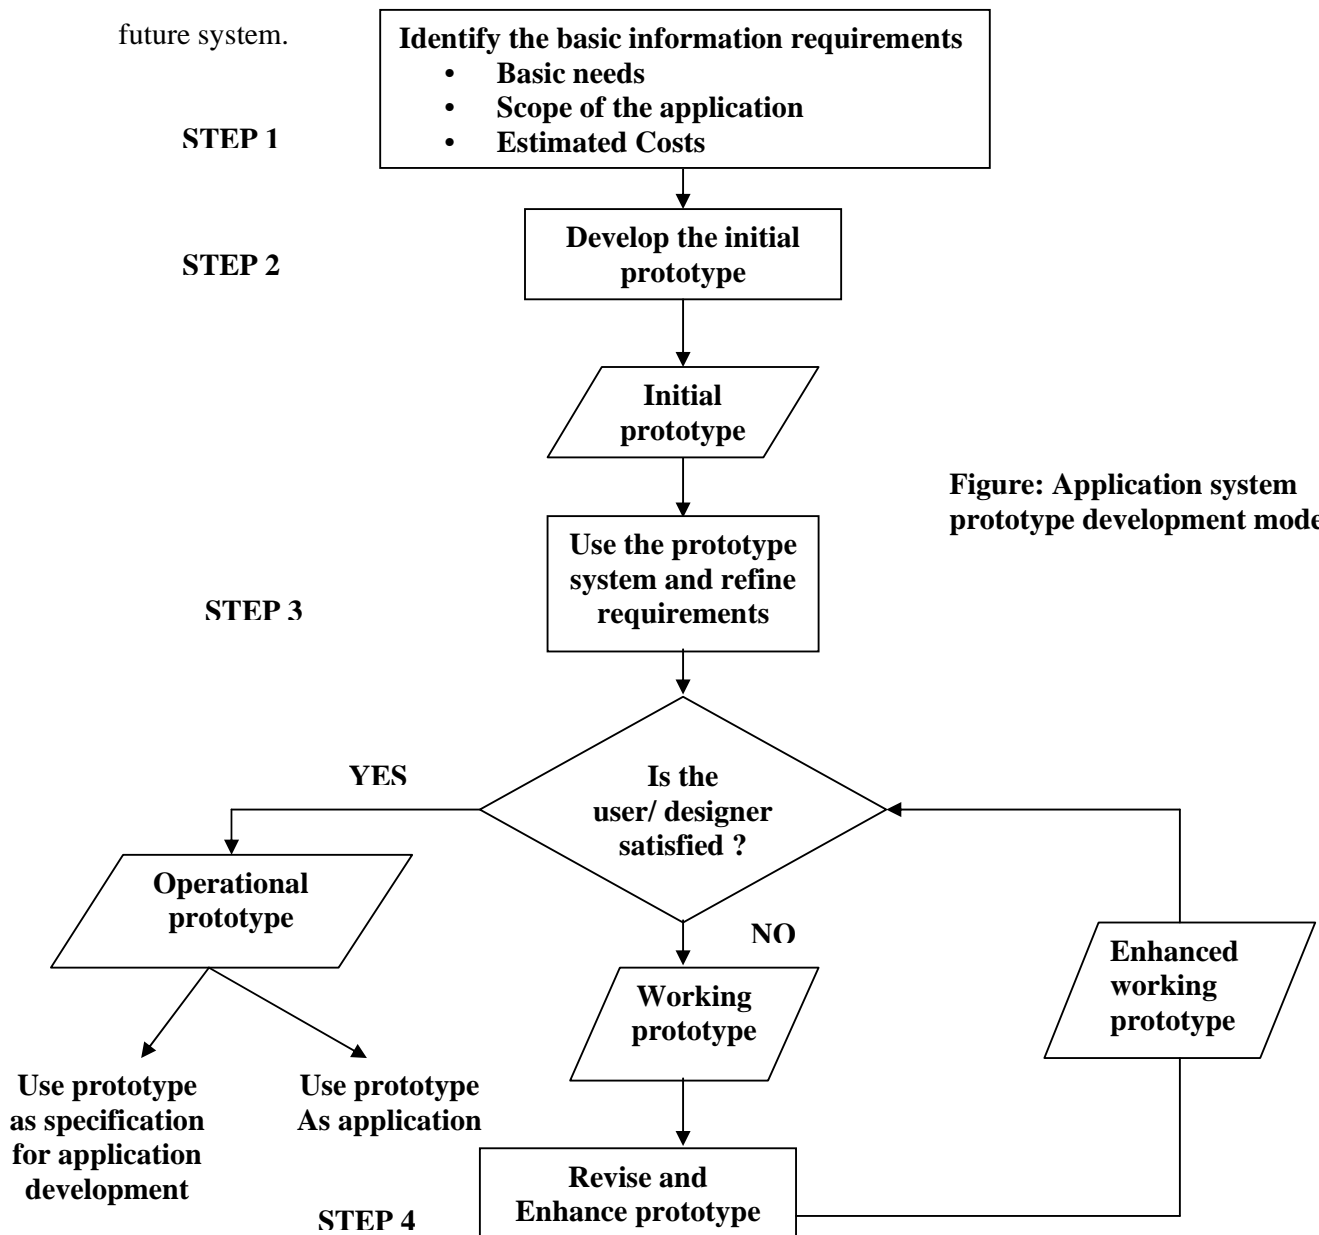 future system.
Identify the basic information requirements
• Basic needs
• Scope of the application
• Estimated Costs
STEP 1
Develop the initial
prototype
STEP 2
Initial
prototype
Figure: Application system
prototype development mode
Use the prototype
system and refine
requirements
STEP 3
YES
Is the
user/ designer
satisfied ?
Operational
prototype
NO
Enhanced
working
prototype
Working
prototype
Use prototype
as specification
for application
development
Use prototype
As application
Revise and
Enhance prototype
STEP 4